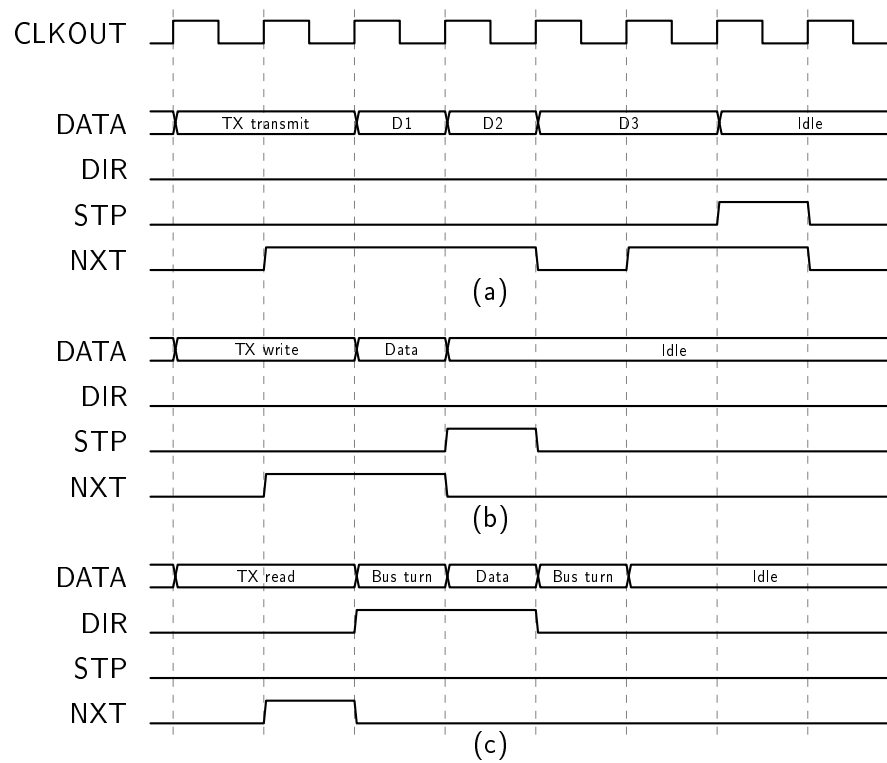 CLKOUT
DATA TX transmit D1 D2 D3 Idle
DIR
STP
NXT
(a)
DATA TX write Data Idle
DIR
STP
NXT
(b)
DATA TX read Bus turn Data Bus turn Idle
DIR
STP
NXT
(c)